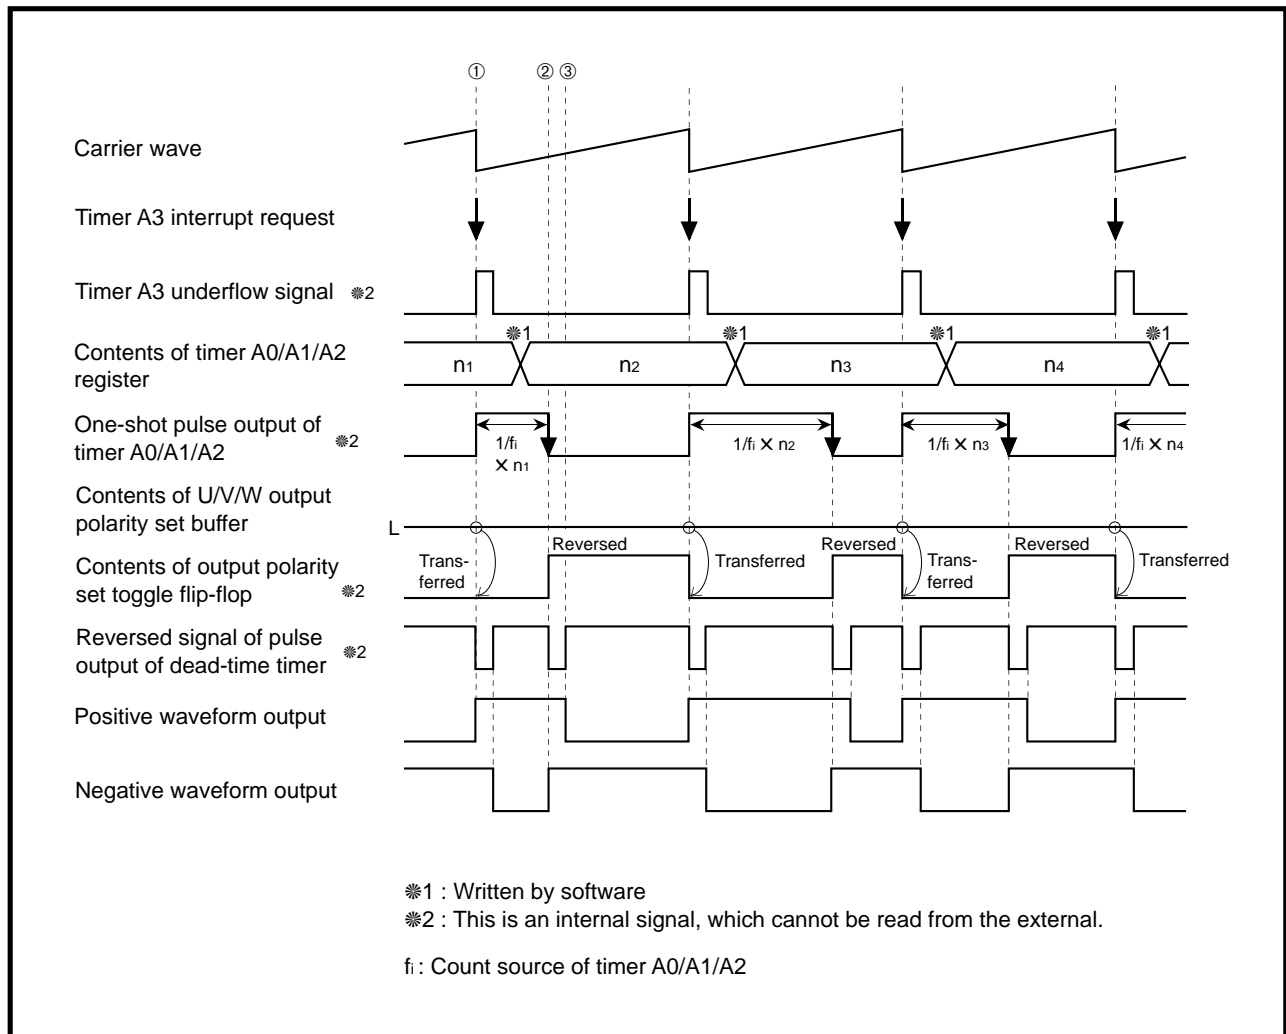 ① ② ③
Carrier wave
Timer A3 interrupt request
Timer A3 underflow signal ❋2
❋1 ❋1 ❋1 ❋1
Contents of timer A0/A1/A2
register
n1 n2 n3 n4
One-shot pulse output of
timer A0/A1/A2 ❋2
1/fi
× n1
1/fi × n2
1/fi × n3
1/fi × n4
Contents of U/V/W output
polarity set buffer
L
Contents of output polarity
set toggle flip-flop ❋2
Trans-
ferred
Reversed
Transferred
Reversed
Trans-
ferred
Reversed
Transferred
Reversed signal of pulse
output of dead-time timer ❋2
Positive waveform output
Negative waveform output
❋1 : Written by software
❋2 : This is an internal signal, which cannot be read from the external.
fi : Count source of timer A0/A1/A2